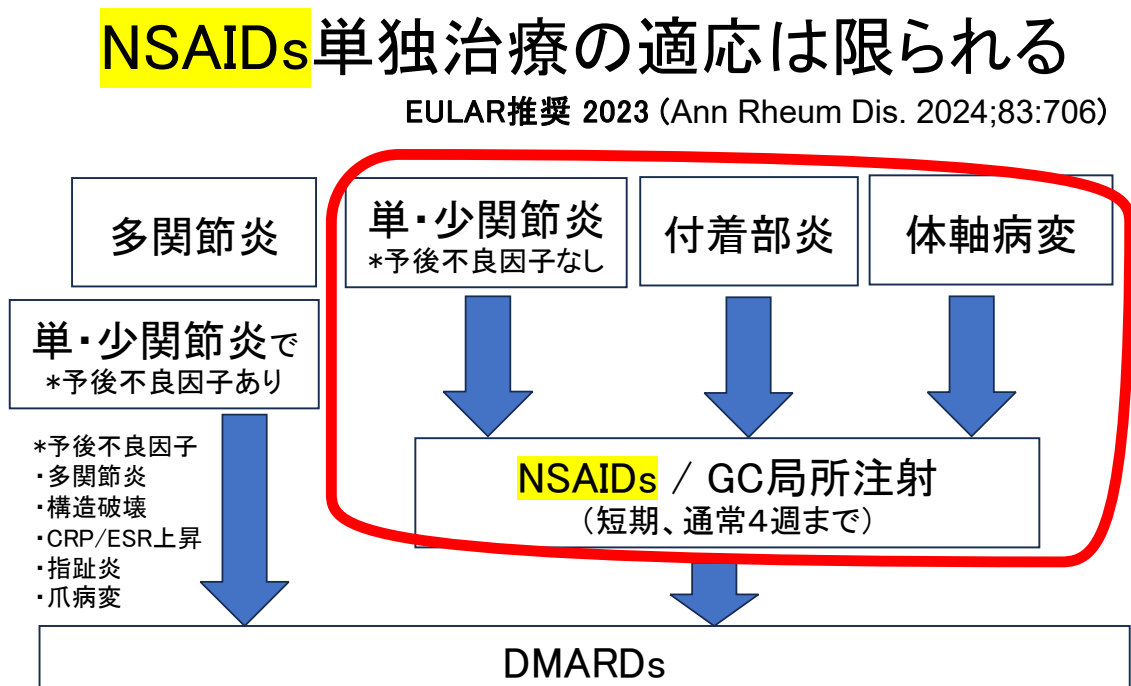 NSAIDs単独治療の適応は限られる
EULAR推奨 2023 (Ann Rheum Dis. 2024;83:706)
多関節炎
単・少関節炎で
*予後不良因子あり
単・少関節炎
*予後不良因子なし
付着部炎
体軸病変
*予後不良因子
・多関節炎
・構造破壊
・CRP/ESR上昇
・指趾炎
・爪病変
NSAIDs / GC局所注射
（短期、通常４週まで）
DMARDs